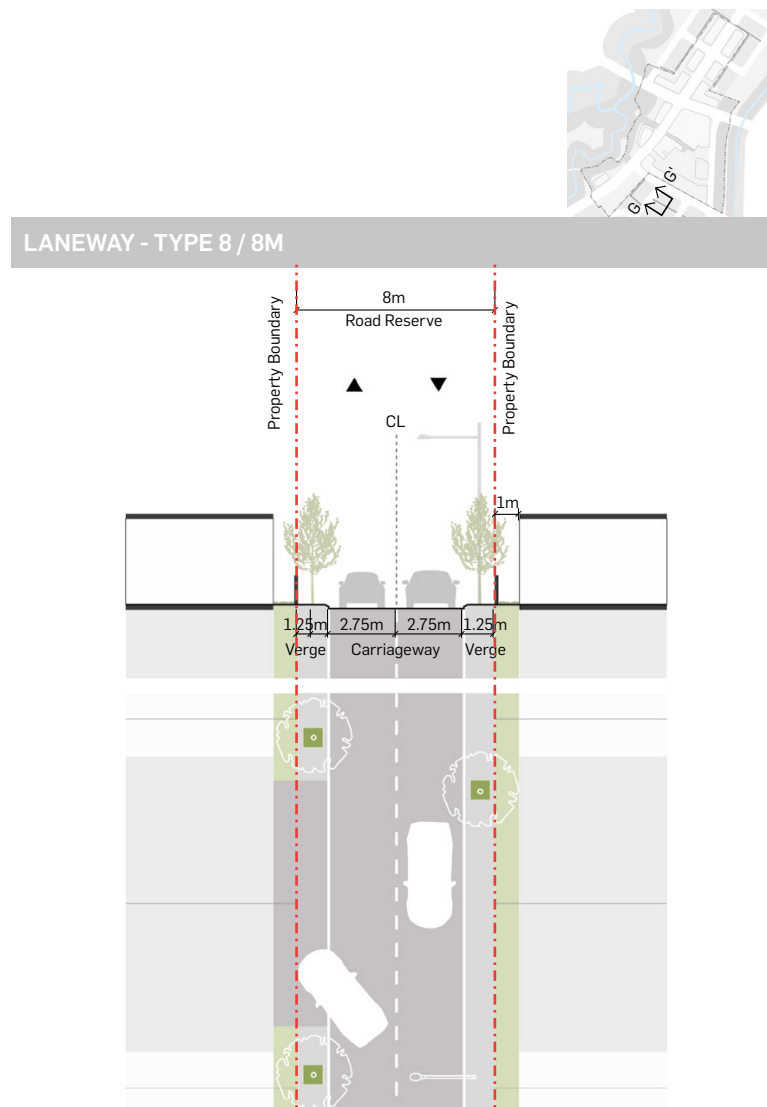 G
G'
LANEWAY - TYPE 8 / 8M
8m
Road Reserve
Property Boundary
Property Boundary
CL
1m
1.25m 2.75m 2.75m 1.25m
Verge Carriageway Verge